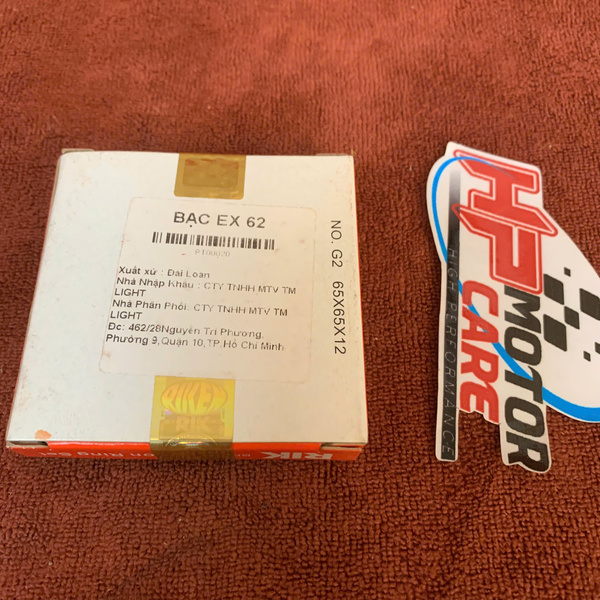 BẠC EX 62
Xuất xứ : Đài Loan
Nhà Nhập Khẩu : CTY TNHH MTV TM
LIGHT
Nhà Phân Phối: CTY TNHH MTV TM
LIGHT
Đc: 462/28Nguyễn Tri Phương,
Phường 9,Quận 10,TP.Hồ Chí Minh
NO. G2 65X65X12
RIKEN
RIK
RIK
HP MOTOR
CARE
HIGH PERFORMANCE